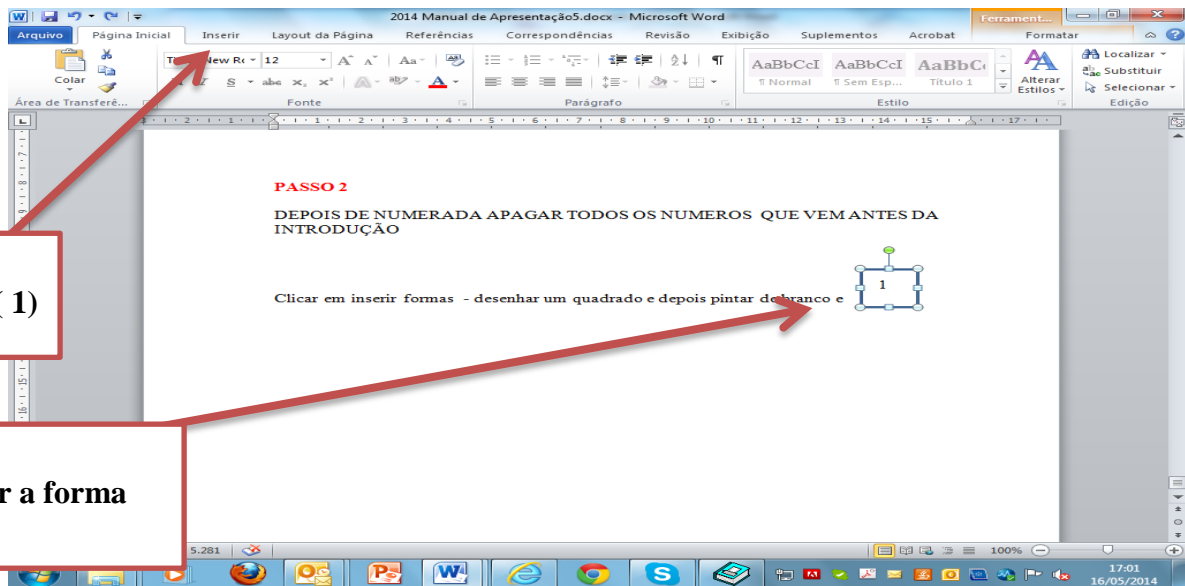 2014 Manual de Apresentação5.docx - Microsoft Word
Ferrament...
Arquivo Página Inicial Inserir Layout da Página Referências Correspondências Revisão Exibição Suplementos Acrobat Formatar
12
Colar
Área de Transferê...
Fonte
Parágrafo
AaBbCcI AaBbCcI AaBbC
¶ Normal ¶ Sem Esp... Título 1
Alterar Estilos
Estilo
Localizar
Substituir
Selecionar
Edição
PASSO 2
DEPOIS DE NUMERADA APAGAR TODOS OS NUMEROS QUE VEM ANTES DA
INTRODUÇÃO
Clicar em inserir formas - desenhar um quadrado e depois pintar de branco e
1
( 1)
r a forma
5.281
100%
17:01
16/05/2014